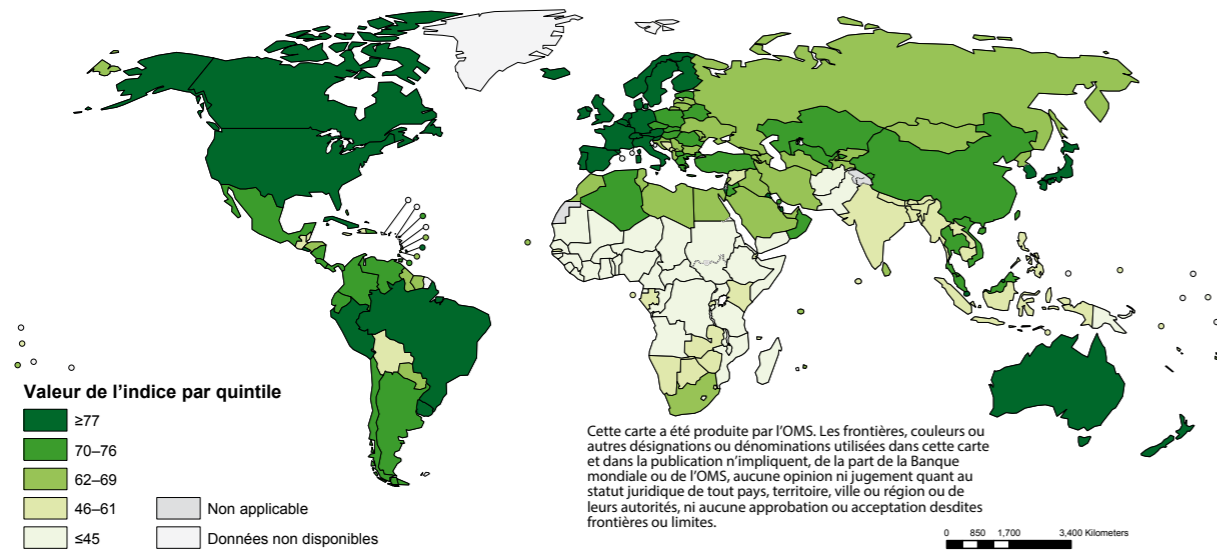 Valeur de l’indice par quintile
≥77
70–76
62–69
46–61
≤45
Non applicable
Données non disponibles
Cette carte a été produite par l’OMS. Les frontières, couleurs ou
autres désignations ou dénominations utilisées dans cette carte
et dans la publication n’impliquent, de la part de la Banque
mondiale ou de l’OMS, aucune opinion ni jugement quant au
statut juridique de tout pays, territoire, ville ou région ou de
leurs autorités, ni aucune approbation ou acceptation desdites
frontières ou limites.
0 850 1,700 3,400 Kilometers